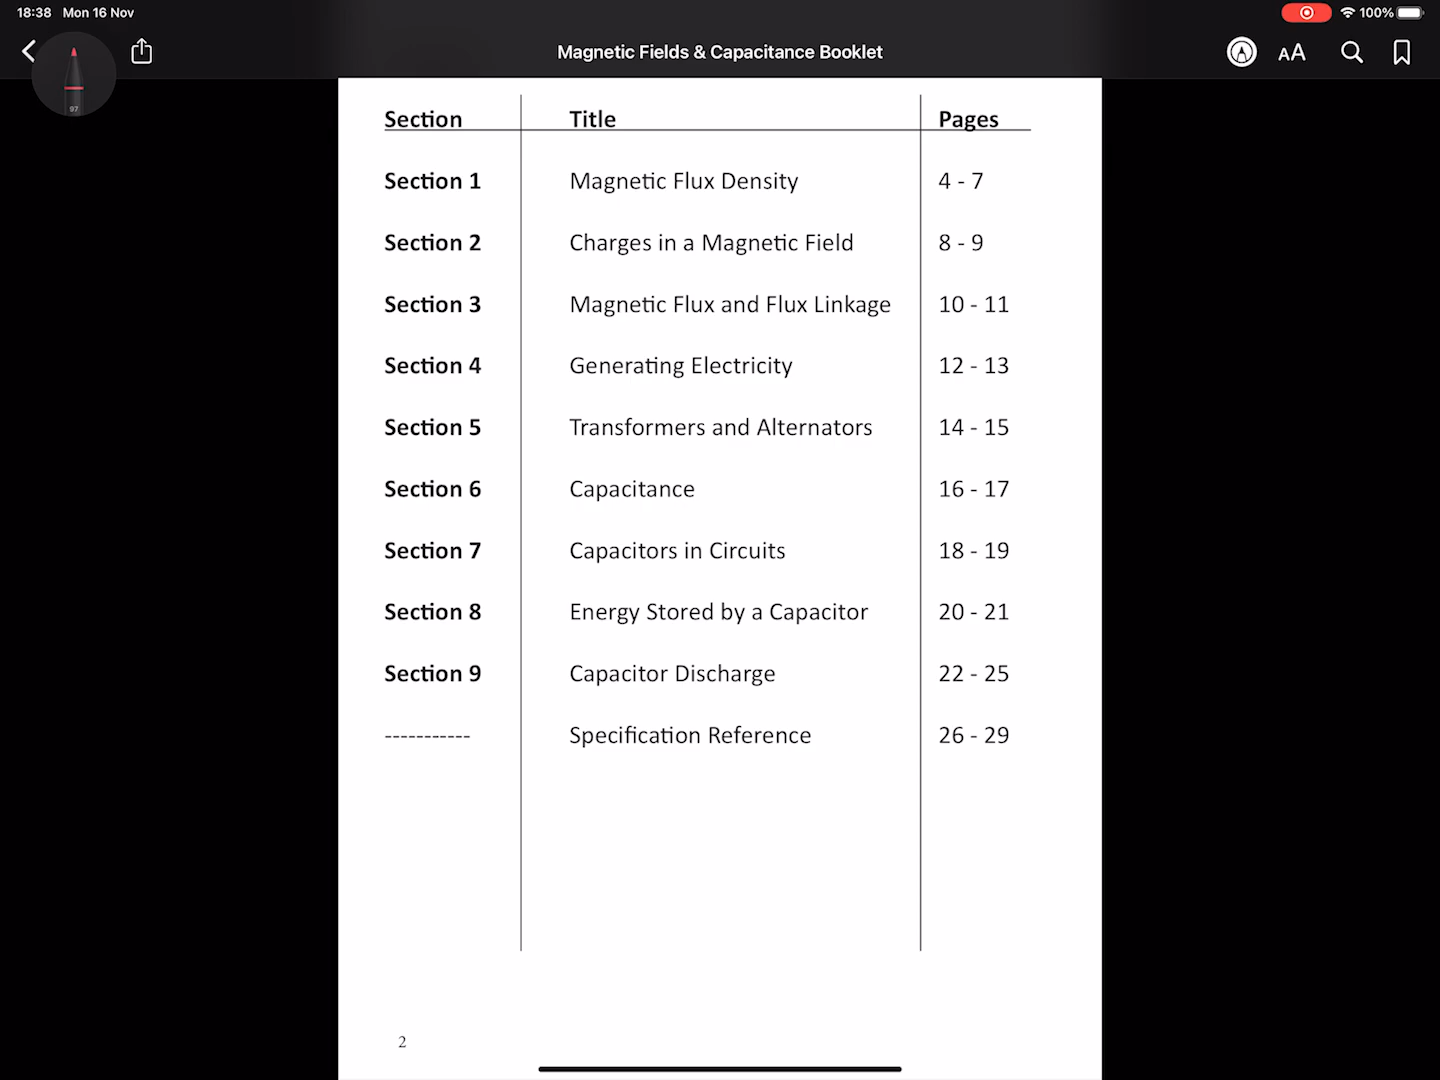 18:38 Mon 16 Nov 100%
Magnetic Fields & Capacitance Booklet AA
97
Section Title Pages
Section 1 Magnetic Flux Density 4 - 7
Section 2 Charges in a Magnetic Field 8 - 9
Section 3 Magnetic Flux and Flux Linkage 10 - 11
Section 4 Generating Electricity 12 - 13
Section 5 Transformers and Alternators 14 - 15
Section 6 Capacitance 16 - 17
Section 7 Capacitors in Circuits 18 - 19
Section 8 Energy Stored by a Capacitor 20 - 21
Section 9 Capacitor Discharge 22 - 25
----------- Specification Reference 26 - 29
2